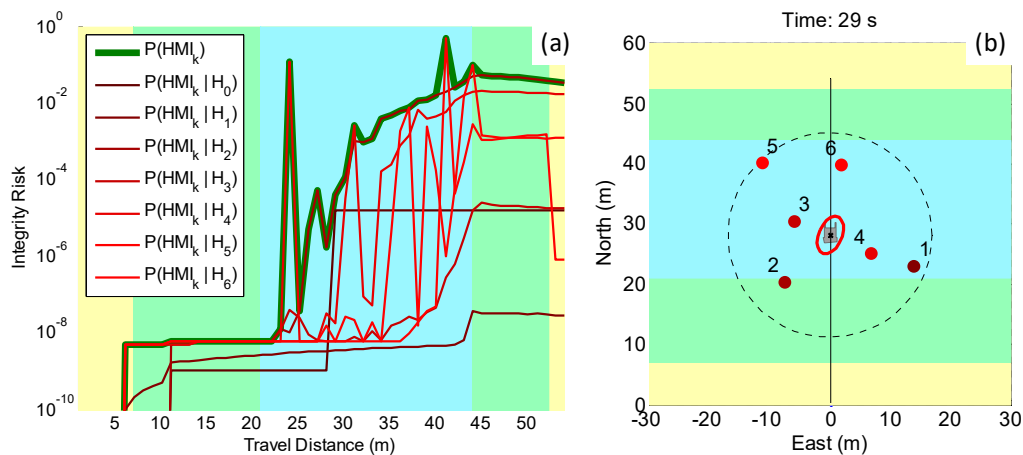 (a)
10^0
10^-2
10^-4
10^-6
10^-8
10^-10
Integrity Risk
P(HMI_k)
P(HMI_k | H_0)
P(HMI_k | H_1)
P(HMI_k | H_2)
P(HMI_k | H_3)
P(HMI_k | H_4)
P(HMI_k | H_5)
P(HMI_k | H_6)
5 10 15 20 25 30 35 40 45 50
Travel Distance (m)
Time: 29 s
(b)
60
50
40
30
20
10
0
North (m)
5 6
3
4 1
2
-30 -20 -10 0 10 20 30
East (m)